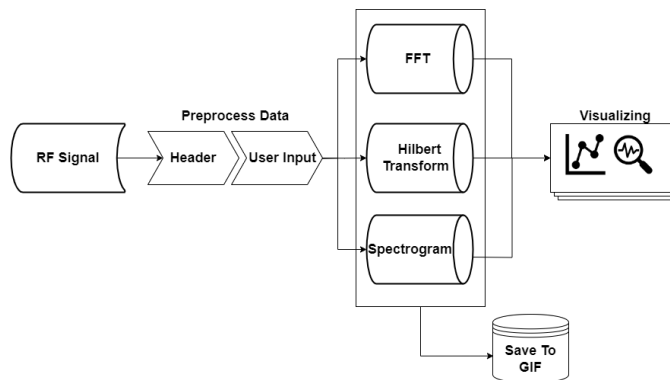 FFT
Preprocess Data
Visualizing
RF Signal
Header
User Input
Hilbert
Transform
Spectrogram
Save To
GIF